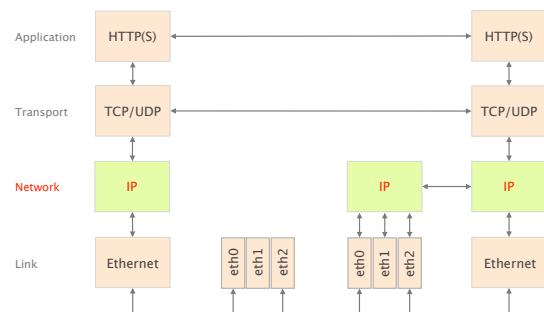 Application HTTP(S) HTTP(S)
Transport TCP/UDP TCP/UDP
Network IP IP IP
Link Ethernet eth0 eth1 eth2 eth0 eth1 eth2 Ethernet